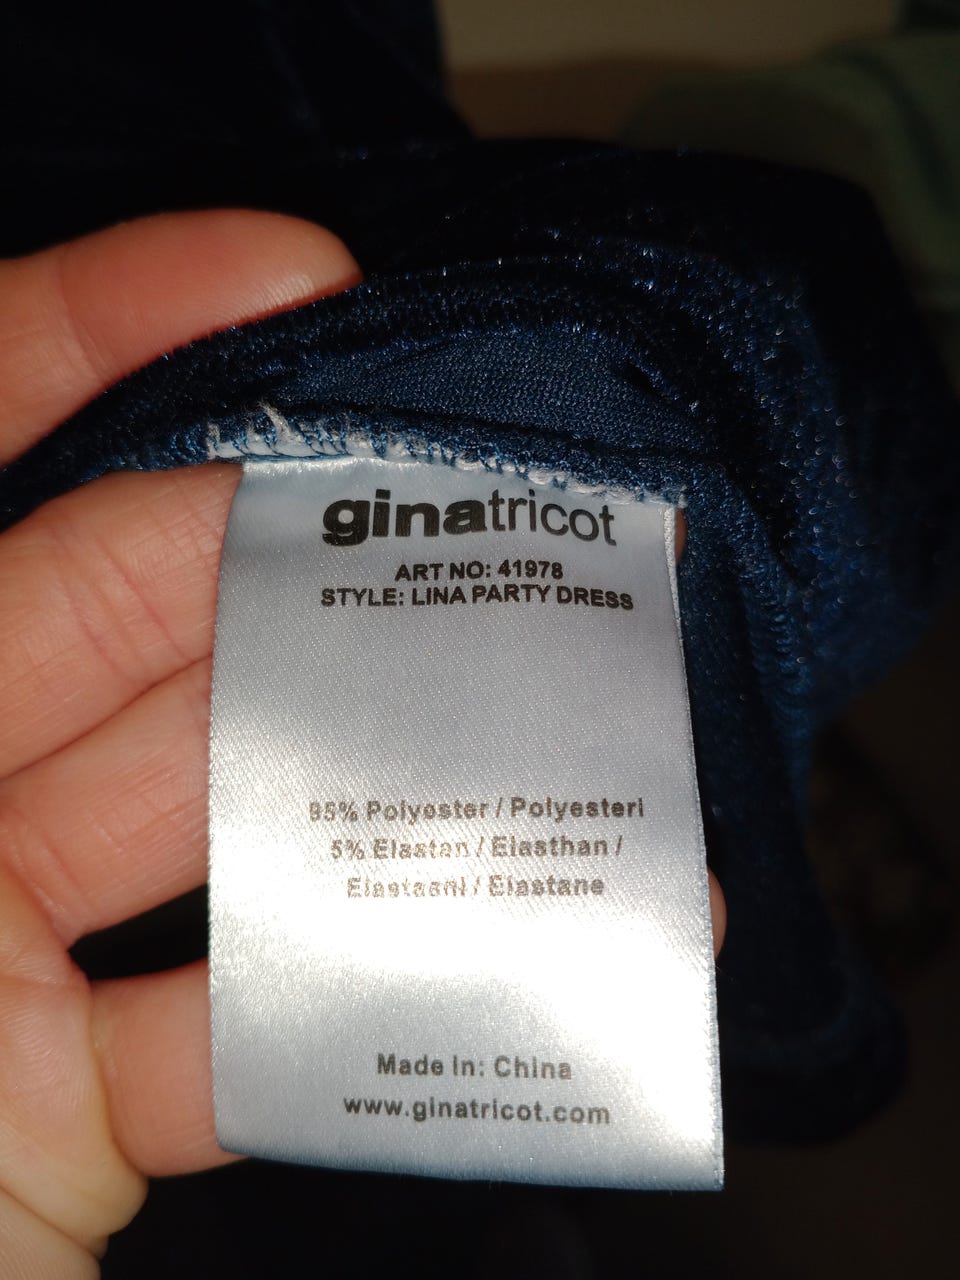 ginatricot
ART NO: 41978
STYLE: LINA PARTY DRESS
95% Polyester / Polyesteri
5% Elastan / Elasthan /
Elastaani / Elastane
Made In: China
www.ginatricot.com